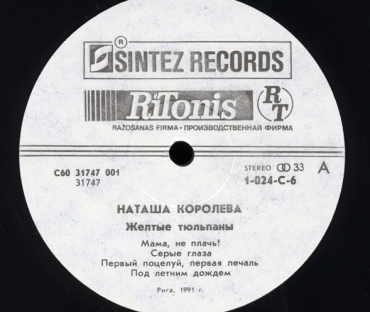 ® SINTEZ RECORDS
RiTonis RT
RAŽOŠANAS FIRMA • ПРОИЗВОДСТВЕННАЯ ФИРМА
C60 31747 001 STEREO 33 A
31747 1-024-C-6
НАТАША КОРОЛЕВА
Желтые тюльпаны
Мама, не плачь!
Серые глаза
Первый поцелуй, первая печаль
Под летним дождем
Рига, 1991 г.